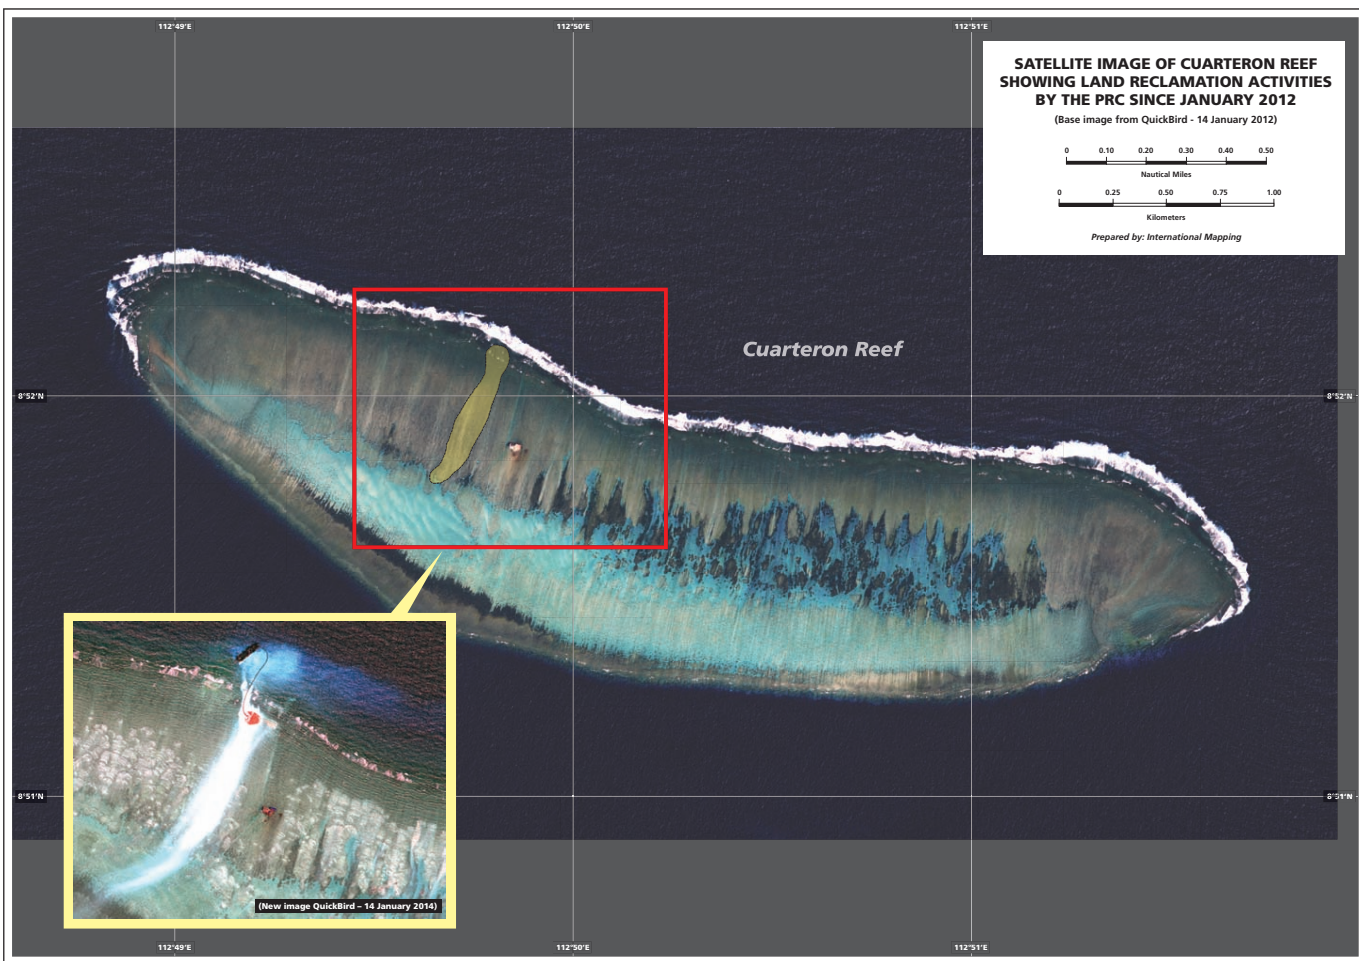 112°49'E
112°50'E
112°51'E
SATELLITE IMAGE OF CUARTERON REEF
SHOWING LAND RECLAMATION ACTIVITIES
BY THE PRC SINCE JANUARY 2012
(Base image from QuickBird - 14 January 2012)
0 0.10 0.20 0.30 0.40 0.50
Nautical Miles
0 0.25 0.50 0.75 1.00
Kilometers
Prepared by: International Mapping
Cuarteron Reef
8°52'N
8°52'N
8°51'N
8°51'N
(New image QuickBird – 14 January 2014)
112°49'E
112°50'E
112°51'E